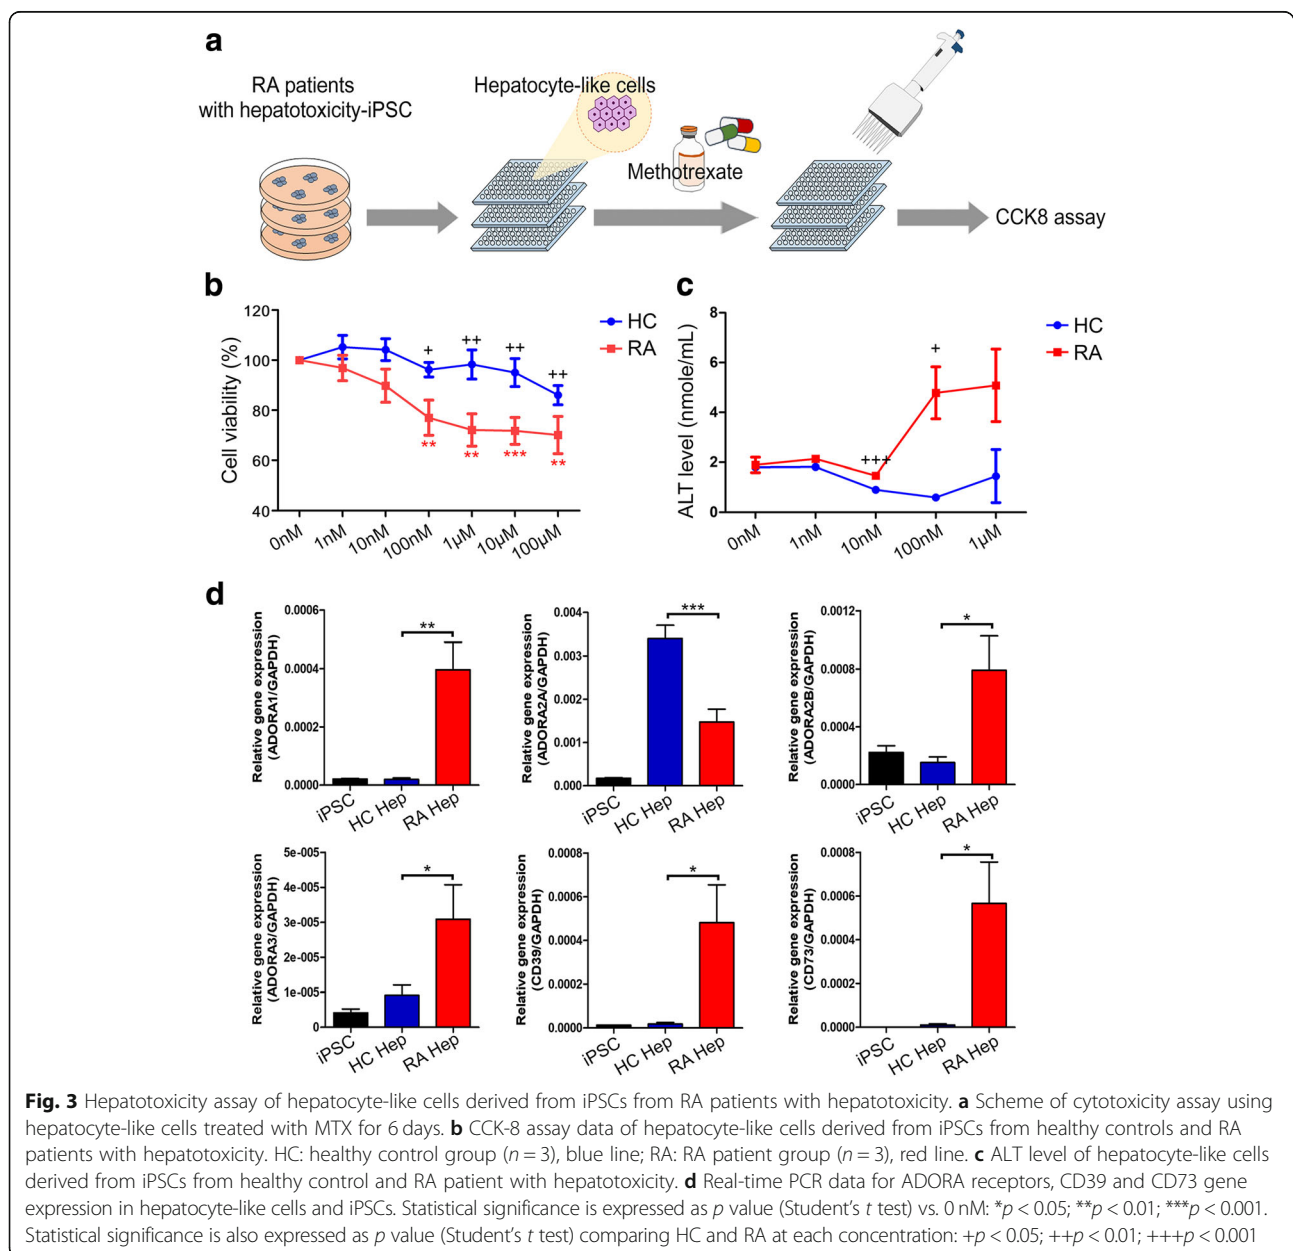 a
RA patients
with hepatotoxicity-iPSC
Hepatocyte-like cells
Methotrexate
CCK8 assay
b
Cell viability (%)
120
100
80
60
40
+
++
++
++
**
**
***
**
0nM
1nM
10nM
100nM
1µM
10µM
100µM
HC
RA
c
ALT level (nmole/mL)
8
6
4
2
0
+++
+
0nM
1nM
10nM
100nM
1µM
HC
RA
d
Relative gene expression
(ADORA1/GAPDH)
0.0006
0.0004
0.0002
0.0000
**
iPSC
HC Hep
RA Hep
Relative gene expression
(ADORA2A/GAPDH)
0.004
0.003
0.002
0.001
0.000
***
iPSC
HC Hep
RA Hep
Relative gene expression
(ADORA2B/GAPDH)
0.0012
0.0008
0.0004
0.0000
*
iPSC
HC Hep
RA Hep
Relative gene expression
(ADORA3/GAPDH)
5e-005
4e-005
3e-005
2e-005
1e-005
0
*
iPSC
HC Hep
RA Hep
Relative gene expression
(CD39/GAPDH)
0.0008
0.0006
0.0004
0.0002
0.0000
*
iPSC
HC Hep
RA Hep
Relative gene expression
(CD73/GAPDH)
0.0008
0.0006
0.0004
0.0002
0.0000
*
iPSC
HC Hep
RA Hep
Fig. 3 Hepatotoxicity assay of hepatocyte-like cells derived from iPSCs from RA patients with hepatotoxicity. a Scheme of cytotoxicity assay using
hepatocyte-like cells treated with MTX for 6 days. b CCK-8 assay data of hepatocyte-like cells derived from iPSCs from healthy controls and RA
patients with hepatotoxicity. HC: healthy control group (n = 3), blue line; RA: RA patient group (n = 3), red line. c ALT level of hepatocyte-like cells
derived from iPSCs from healthy control and RA patient with hepatotoxicity. d Real-time PCR data for ADORA receptors, CD39 and CD73 gene
expression in hepatocyte-like cells and iPSCs. Statistical significance is expressed as p value (Student's t test) vs. 0 nM: *p < 0.05; **p < 0.01; ***p < 0.001.
Statistical significance is also expressed as p value (Student's t test) comparing HC and RA at each concentration: +p < 0.05; ++p < 0.01; +++p < 0.001